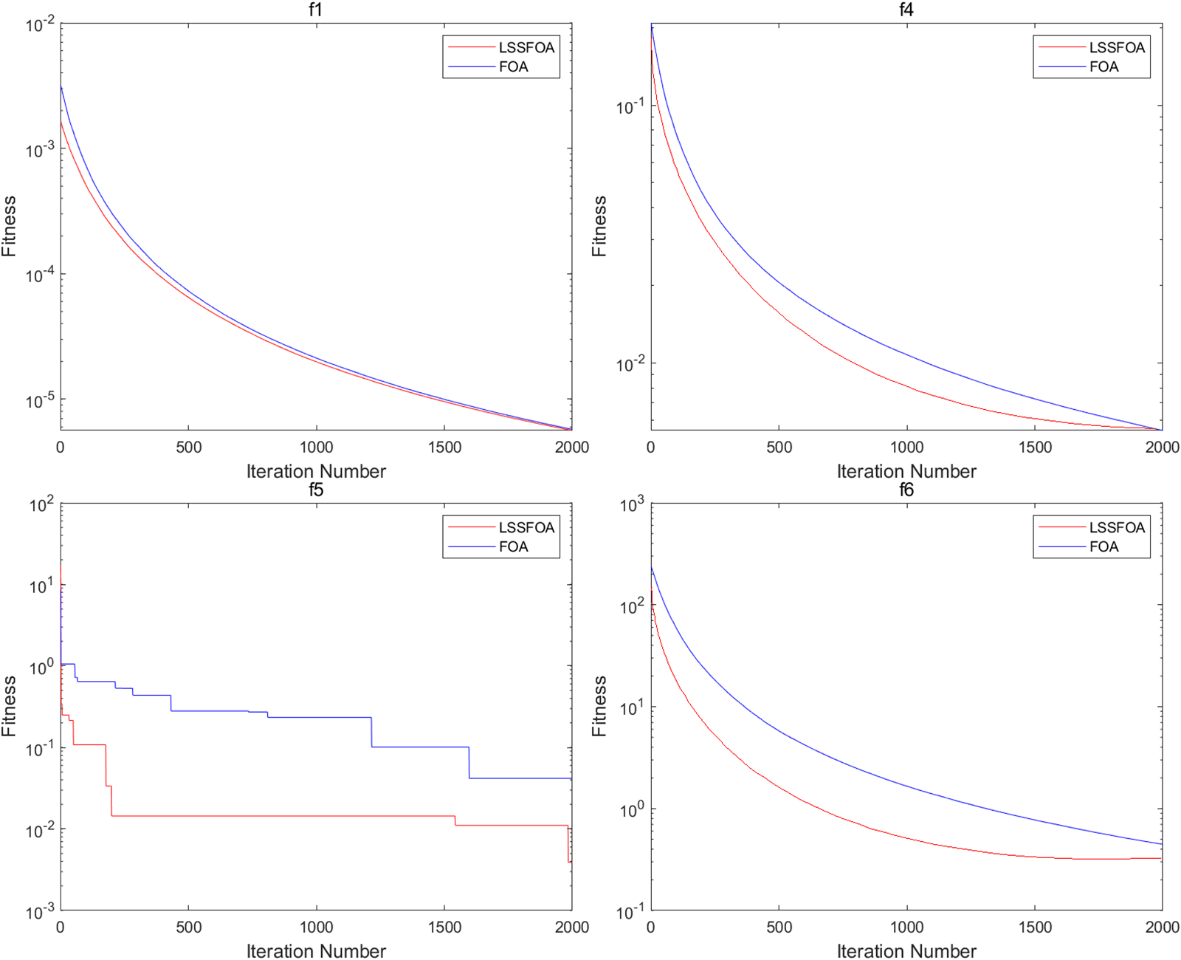 f1
10^-2
10^-3
10^-4
10^-5
Fitness
0 500 1000 1500 2000
Iteration Number
LSSFOA
FOA
f4
10^-1
10^-2
Fitness
0 500 1000 1500 2000
Iteration Number
LSSFOA
FOA
f5
10^2
10^1
10^0
10^-1
10^-2
10^-3
Fitness
0 500 1000 1500 2000
Iteration Number
LSSFOA
FOA
f6
10^3
10^2
10^1
10^0
10^-1
Fitness
0 500 1000 1500 2000
Iteration Number
LSSFOA
FOA